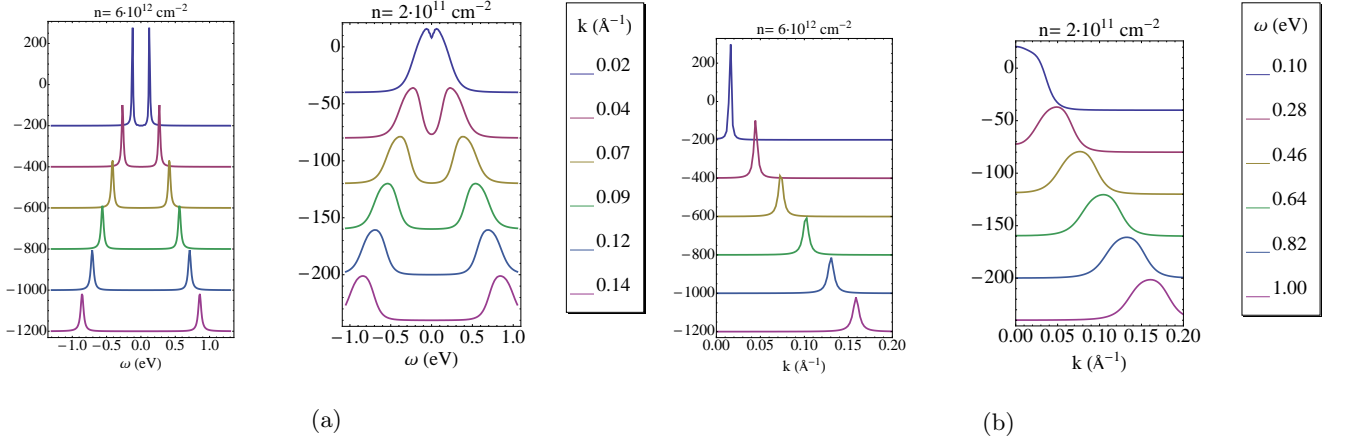 n= 6·10¹² cm⁻²
200
0
−200
−400
−600
−800
−1000
−1200
−1.0 −0.5 0.0 0.5 1.0
ω (eV)
n= 2·10¹¹ cm⁻²
0
−50
−100
−150
−200
−1.0 −0.5 0.0 0.5 1.0
ω (eV)
k (Å⁻¹)
0.02
0.04
0.07
0.09
0.12
0.14
(a)
n= 6·10¹² cm⁻²
200
0
−200
−400
−600
−800
−1000
−1200
0.00 0.05 0.10 0.15 0.20
k (Å⁻¹)
n= 2·10¹¹ cm⁻²
0
−50
−100
−150
−200
0.00 0.05 0.10 0.15 0.20
k (Å⁻¹)
ω (eV)
0.10
0.28
0.46
0.64
0.82
1.00
(b)